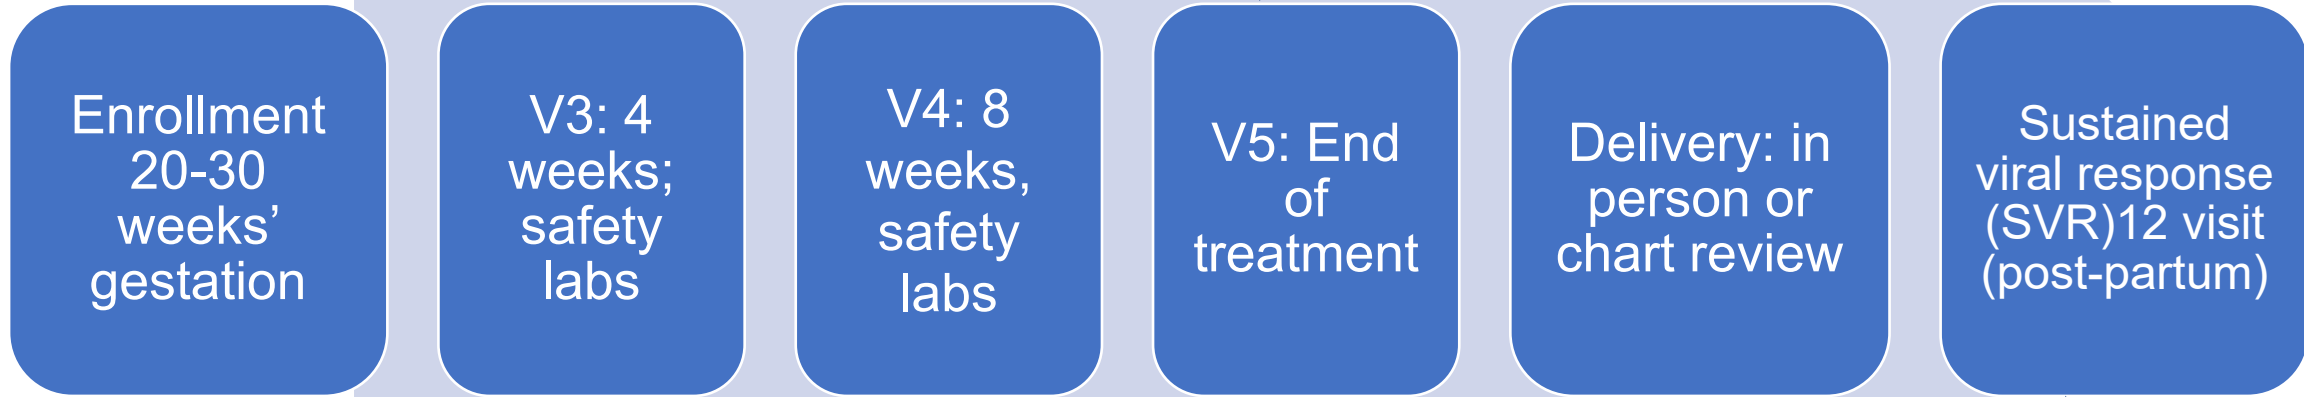 Enrollment
20-30
weeks’
gestation
V3: 4
weeks;
safety
labs
V4: 8
weeks,
safety
labs
V5: End
of
treatment
Delivery: in
person or
chart review
Sustained
viral response
(SVR)12 visit
(post-partum)